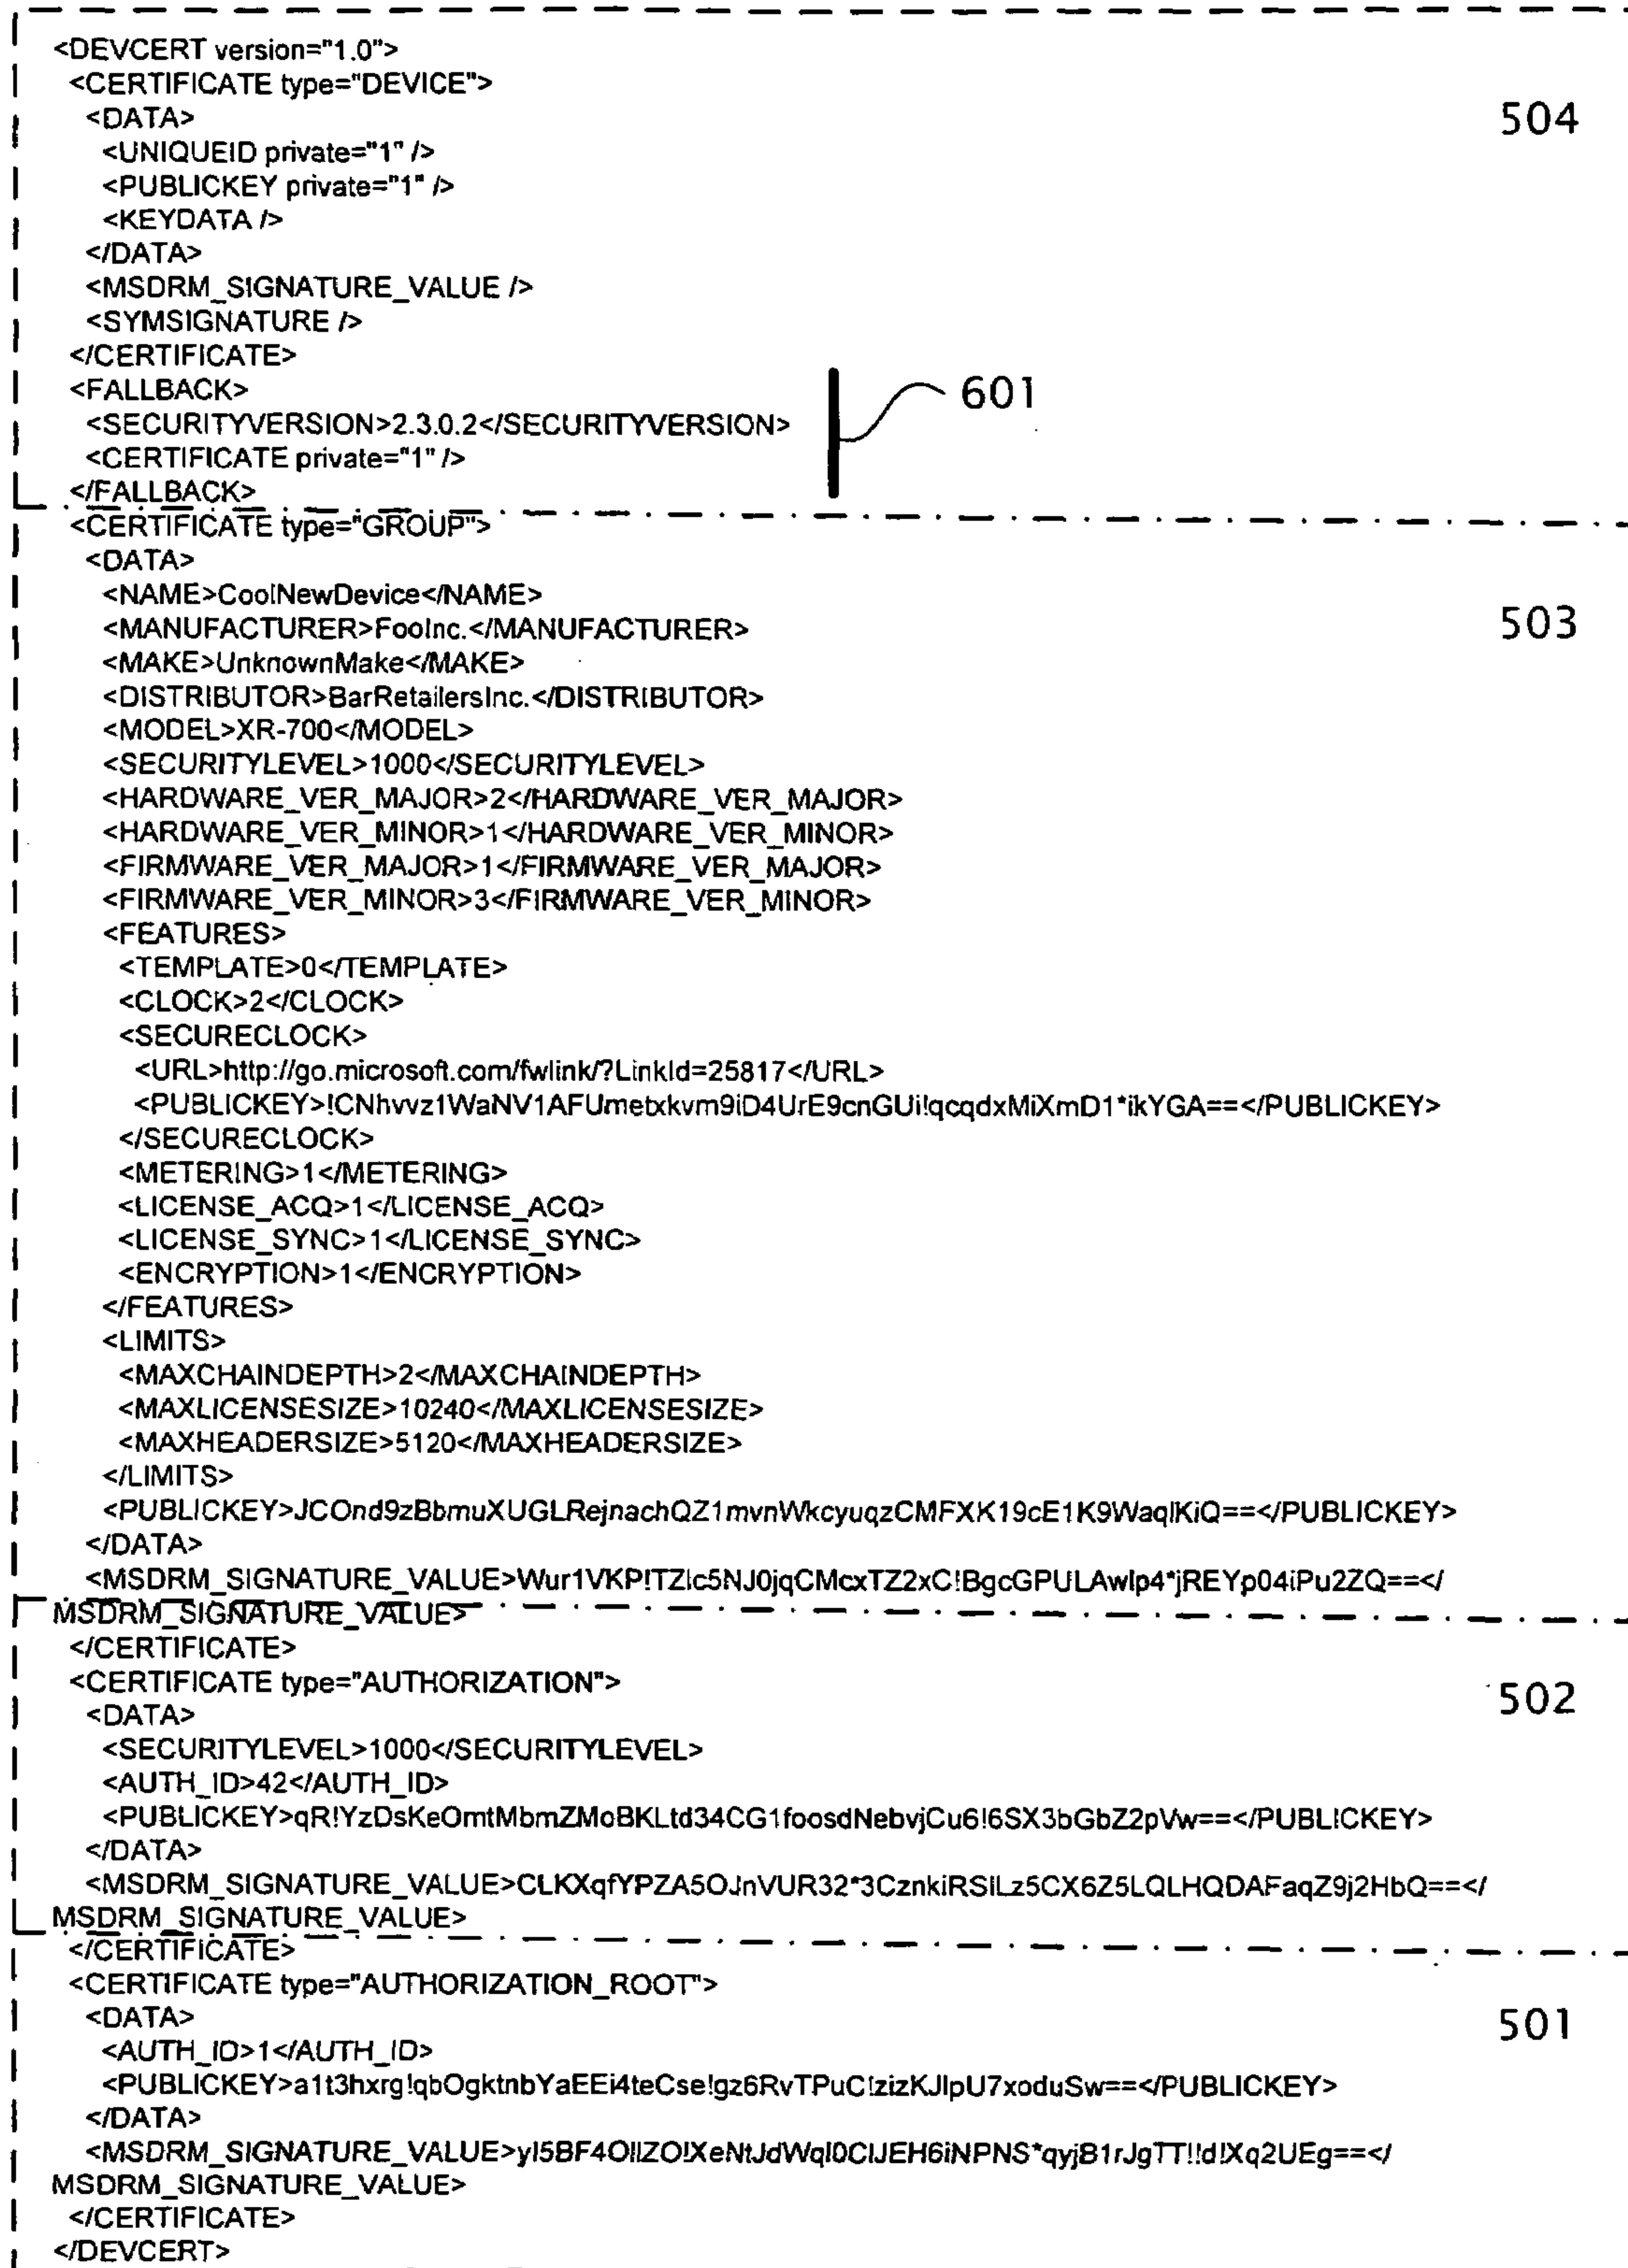 <DEVCERT version="1.0">
<CERTIFICATE type="DEVICE">
<DATA>
504
<UNIQUEID private="1" />
<PUBLICKEY private="1" />
<KEYDATA />
</DATA>
<MSDRM_SIGNATURE_VALUE />
<SYMSIGNATURE />
</CERTIFICATE>
<FALLBACK>
601
<SECURITYVERSION>2.3.0.2</SECURITYVERSION>
<CERTIFICATE private="1" />
</FALLBACK>
<CERTIFICATE type="GROUP">
<DATA>
<NAME>CoolNewDevice</NAME>
503
<MANUFACTURER>FooInc.</MANUFACTURER>
<MAKE>UnknownMake</MAKE>
<DISTRIBUTOR>BarRetailersInc.</DISTRIBUTOR>
<MODEL>XR-700</MODEL>
<SECURITYLEVEL>1000</SECURITYLEVEL>
<HARDWARE_VER_MAJOR>2</HARDWARE_VER_MAJOR>
<HARDWARE_VER_MINOR>1</HARDWARE_VER_MINOR>
<FIRMWARE_VER_MAJOR>1</FIRMWARE_VER_MAJOR>
<FIRMWARE_VER_MINOR>3</FIRMWARE_VER_MINOR>
<FEATURES>
<TEMPLATE>0</TEMPLATE>
<CLOCK>2</CLOCK>
<SECURECLOCK>
<URL>http://go.microsoft.com/fwlink/?LinkId=25817</URL>
<PUBLICKEY>!CNhvvz1WaNV1AFUmetxkvm9iD4UrE9cnGUi!qcqdxMiXmD1*ikYGA==</PUBLICKEY>
</SECURECLOCK>
<METERING>1</METERING>
<LICENSE_ACQ>1</LICENSE_ACQ>
<LICENSE_SYNC>1</LICENSE_SYNC>
<ENCRYPTION>1</ENCRYPTION>
</FEATURES>
<LIMITS>
<MAXCHAINDEPTH>2</MAXCHAINDEPTH>
<MAXLICENSESIZE>10240</MAXLICENSESIZE>
<MAXHEADERSIZE>5120</MAXHEADERSIZE>
</LIMITS>
<PUBLICKEY>JCOnd9zBbmuXUGLRejnachQZ1mvnWkcyuqzCMFXK19cE1K9WaqlKiQ==</PUBLICKEY>
</DATA>
<MSDRM_SIGNATURE_VALUE>Wur1VKP!TZlc5NJ0jqCMcxTZ2xC!BgcGPULAwlp4*jREYp04iPu2ZQ==</
MSDRM_SIGNATURE_VALUE>
</CERTIFICATE>
<CERTIFICATE type="AUTHORIZATION">
502
<DATA>
<SECURITYLEVEL>1000</SECURITYLEVEL>
<AUTH_ID>42</AUTH_ID>
<PUBLICKEY>qR!YzDsKeOmtMbmZMoBKLtd34CG1foosdNebvjCu6!6SX3bGbZ2pVw==</PUBLICKEY>
</DATA>
<MSDRM_SIGNATURE_VALUE>CLKXqfYPZA5OJnVUR32*3CznkiRSILz5CX6Z5LQLHQDAFaqZ9j2HbQ==</
MSDRM_SIGNATURE_VALUE>
</CERTIFICATE>
<CERTIFICATE type="AUTHORIZATION_ROOT">
<DATA>
501
<AUTH_ID>1</AUTH_ID>
<PUBLICKEY>a1t3hxrg!qbOgktnbYaEEi4teCse!gz6RvTPuC!zizKJlpU7xoduSw==</PUBLICKEY>
</DATA>
<MSDRM_SIGNATURE_VALUE>yl5BF4OIlZO!XeNtJdWql0ClJEH6iNPNS*qyjB1rJgTT!!d!Xq2UEg==</
MSDRM_SIGNATURE_VALUE>
</CERTIFICATE>
</DEVCERT>